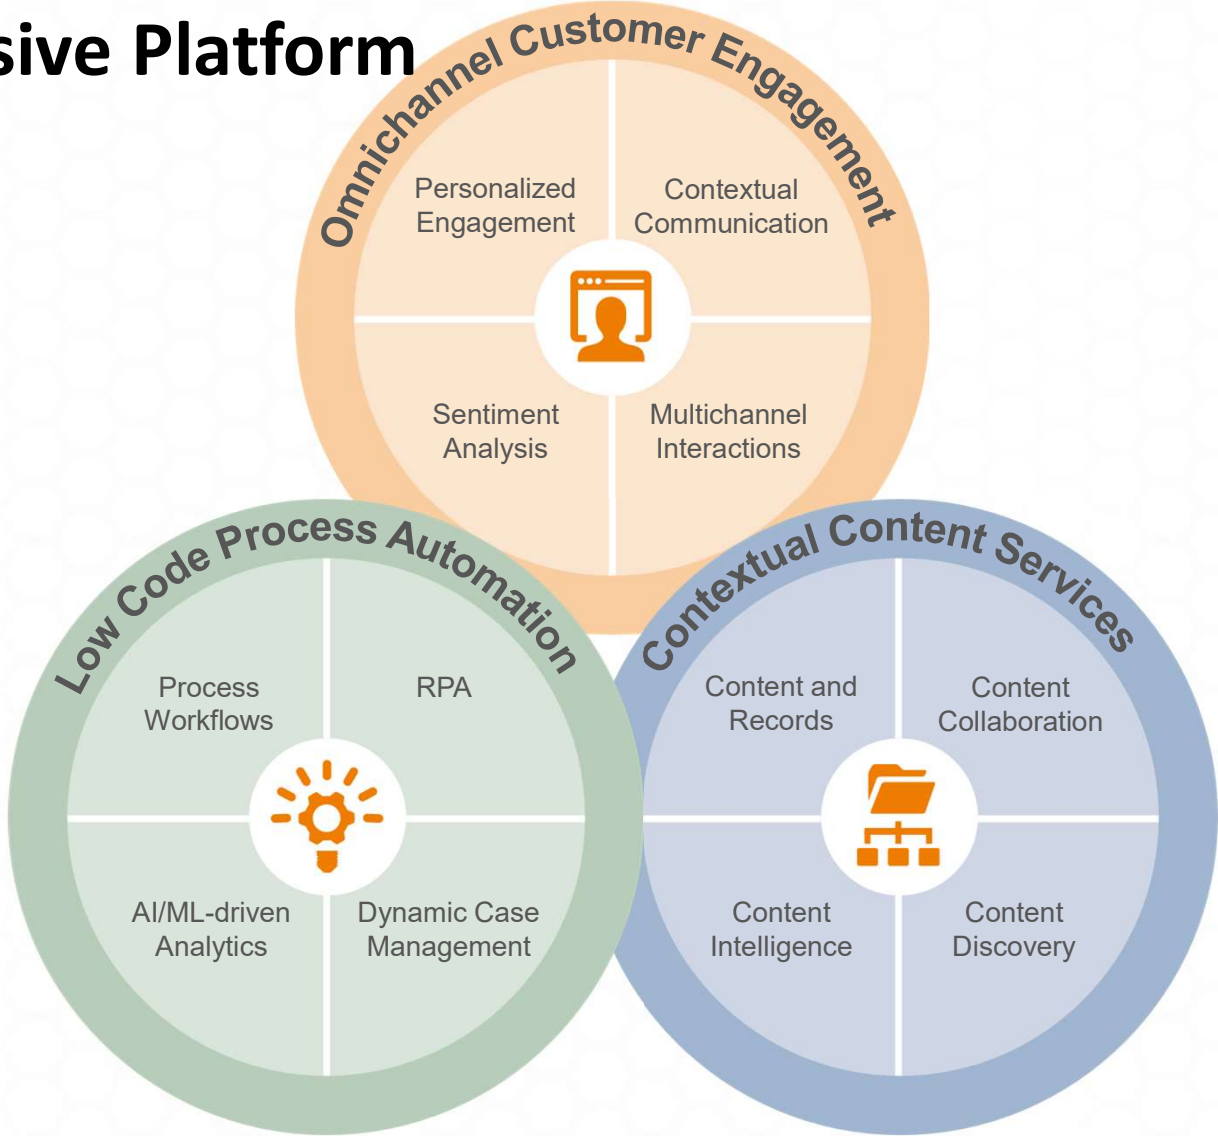 sive Platform
Omnichannel Customer Engagement
Personalized
Engagement
Contextual
Communication
Sentiment
Analysis
Multichannel
Interactions
Low Code Process Automation
Process
Workflows
RPA
AI/ML-driven
Analytics
Dynamic Case
Management
Contextual Content Services
Content and
Records
Content
Collaboration
Content
Intelligence
Content
Discovery